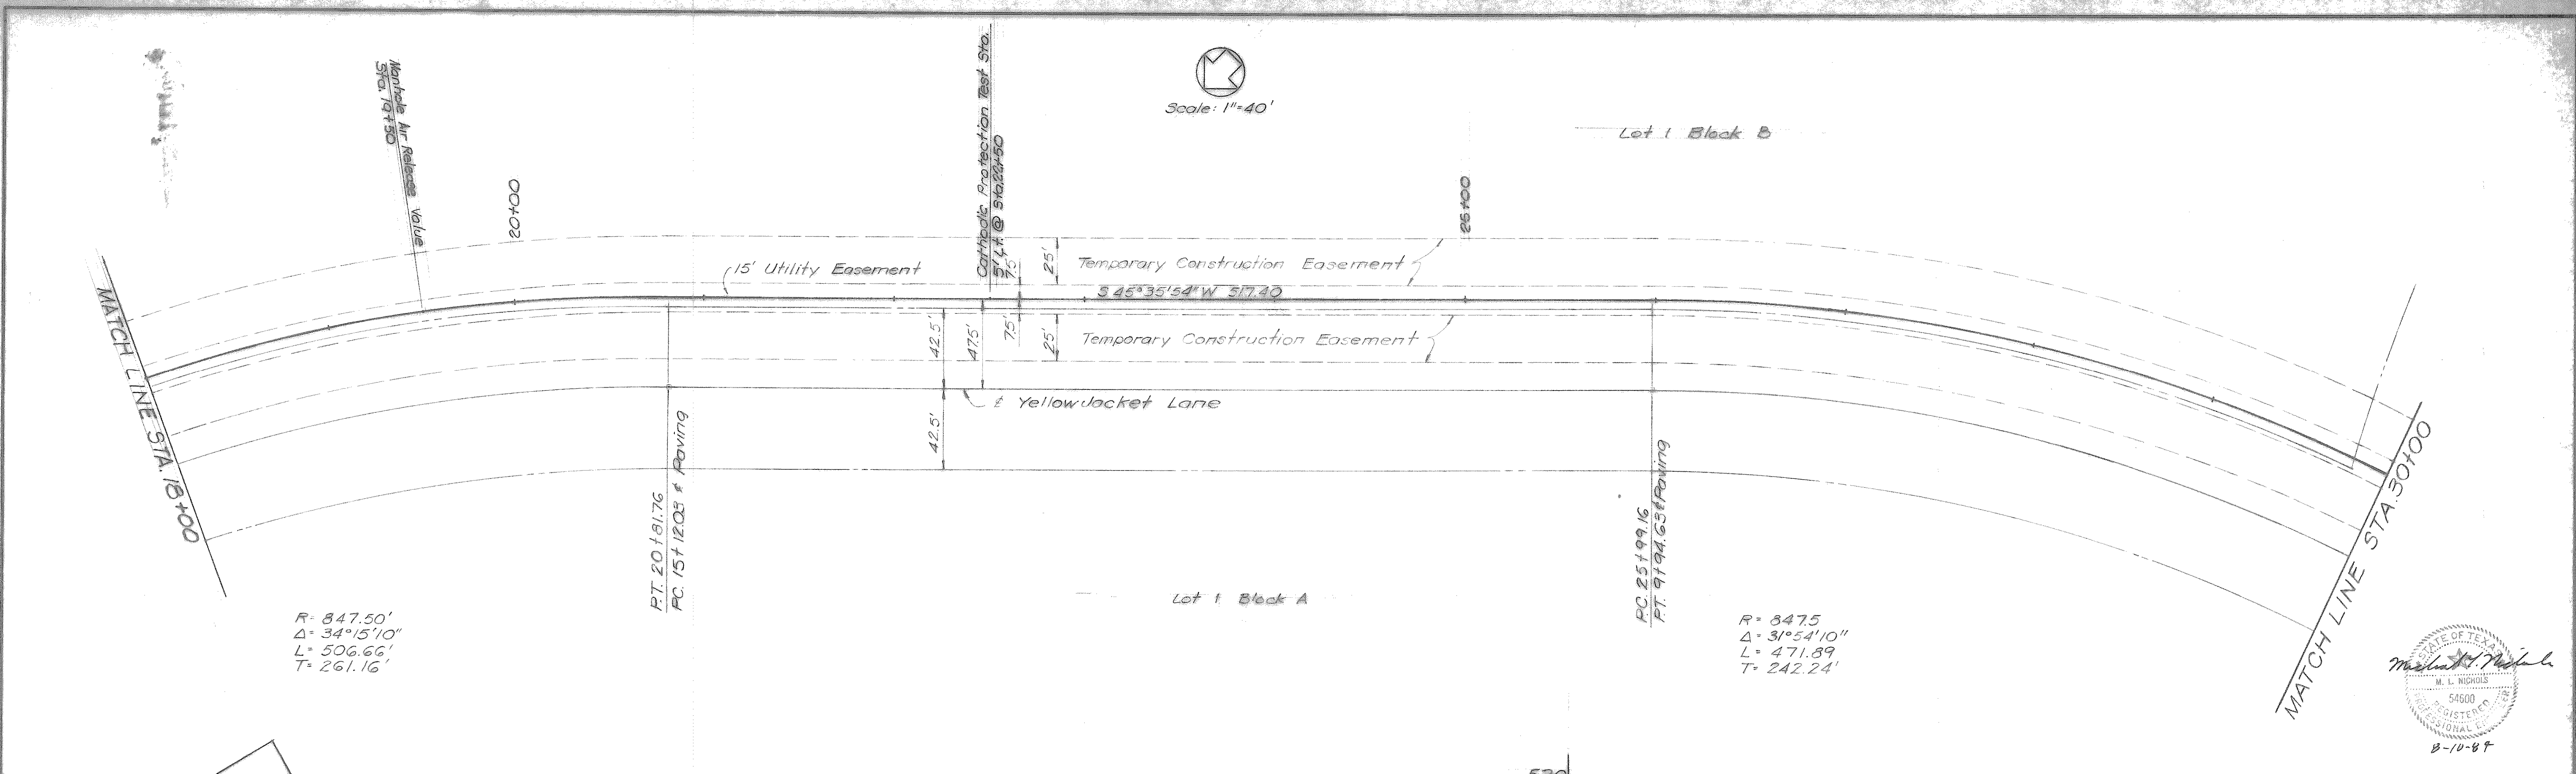 Manhole Air Release Valve
Sta. 19+50
20+00
Cathodic Protection Test Sta.
@ Sta.22+50
Scale: 1"=40'
25+00
Lot 1 Block B
15' Utility Easement
7.5'
25'
Temporary Construction Easement
S 45°35'54" W 517.40
42.5'
47.5'
7.5'
25'
Temporary Construction Easement
℄ YellowJacket Lane
42.5'
MATCH LINE STA. 18+00
P.T. 20+81.76
P.C. 15+12.03 ℄ Paving
P.C. 25+99.16
P.T. 9+94.63 ℄ Paving
MATCH LINE STA. 30+00
Lot 1 Block A
R= 847.50'
Δ= 34°15'10"
L= 506.66'
T= 261.16'
R= 847.5
Δ= 31°54'10"
L= 471.89
T= 242.24'
STATE OF TEXAS
M. L. NICHOLS
54600
REGISTERED
PROFESSIONAL ENGINEER
530